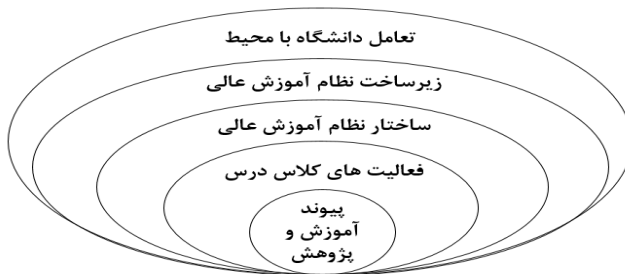 تعامل دانشگاه با محیط
زیرساخت نظام آموزش عالی
ساختار نظام آموزش عالی
فعالیت های کلاس درس
پیوند
آموزش و
پژوهش